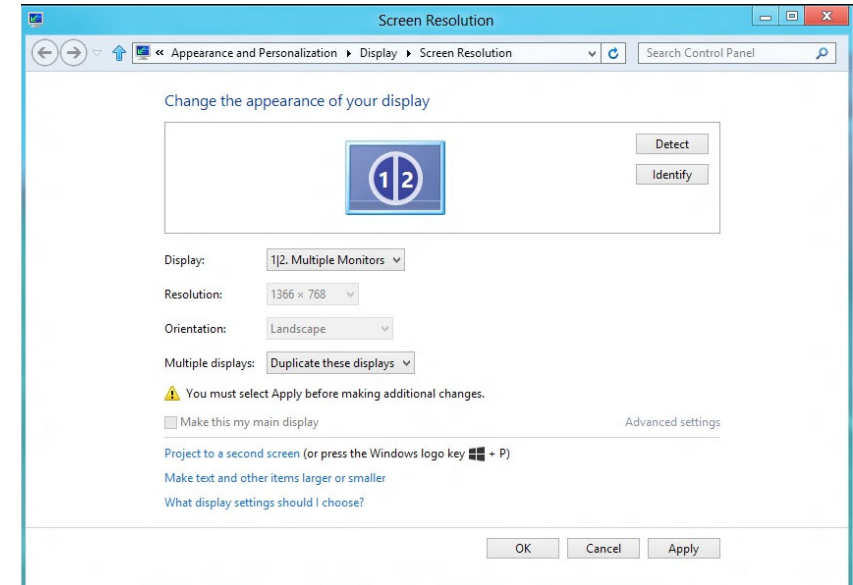 Screen Resolution
« Appearance and Personalization ▸ Display ▸ Screen Resolution
Search Control Panel
Change the appearance of your display
1|2
Detect
Identify
Display: 1|2. Multiple Monitors
Resolution: 1366 × 768
Orientation: Landscape
Multiple displays: Duplicate these displays
You must select Apply before making additional changes.
Make this my main display
Advanced settings
Project to a second screen (or press the Windows logo key + P)
Make text and other items larger or smaller
What display settings should I choose?
OK Cancel Apply